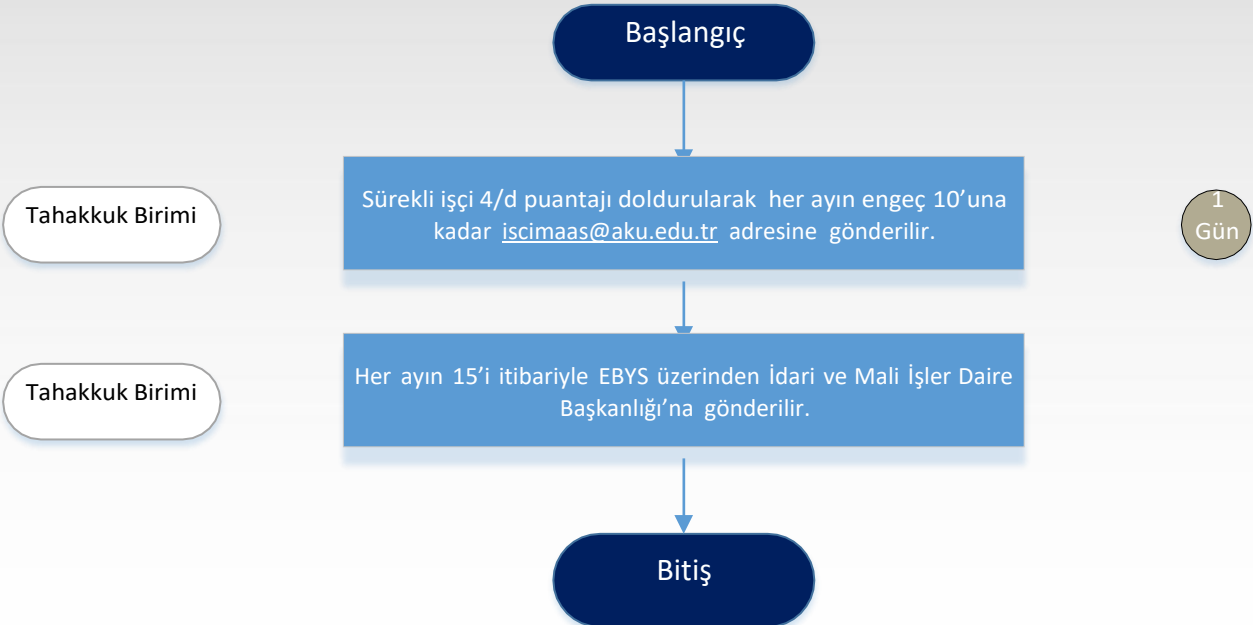 Başlangıç
Tahakkuk Birimi
Sürekli işçi 4/d puantajı doldurularak her ayın engeç 10’una
kadar iscimaas@aku.edu.tr adresine gönderilir.
1
Gün
Tahakkuk Birimi
Her ayın 15’i itibariyle EBYS üzerinden İdari ve Mali İşler Daire
Başkanlığı’na gönderilir.
Bitiş